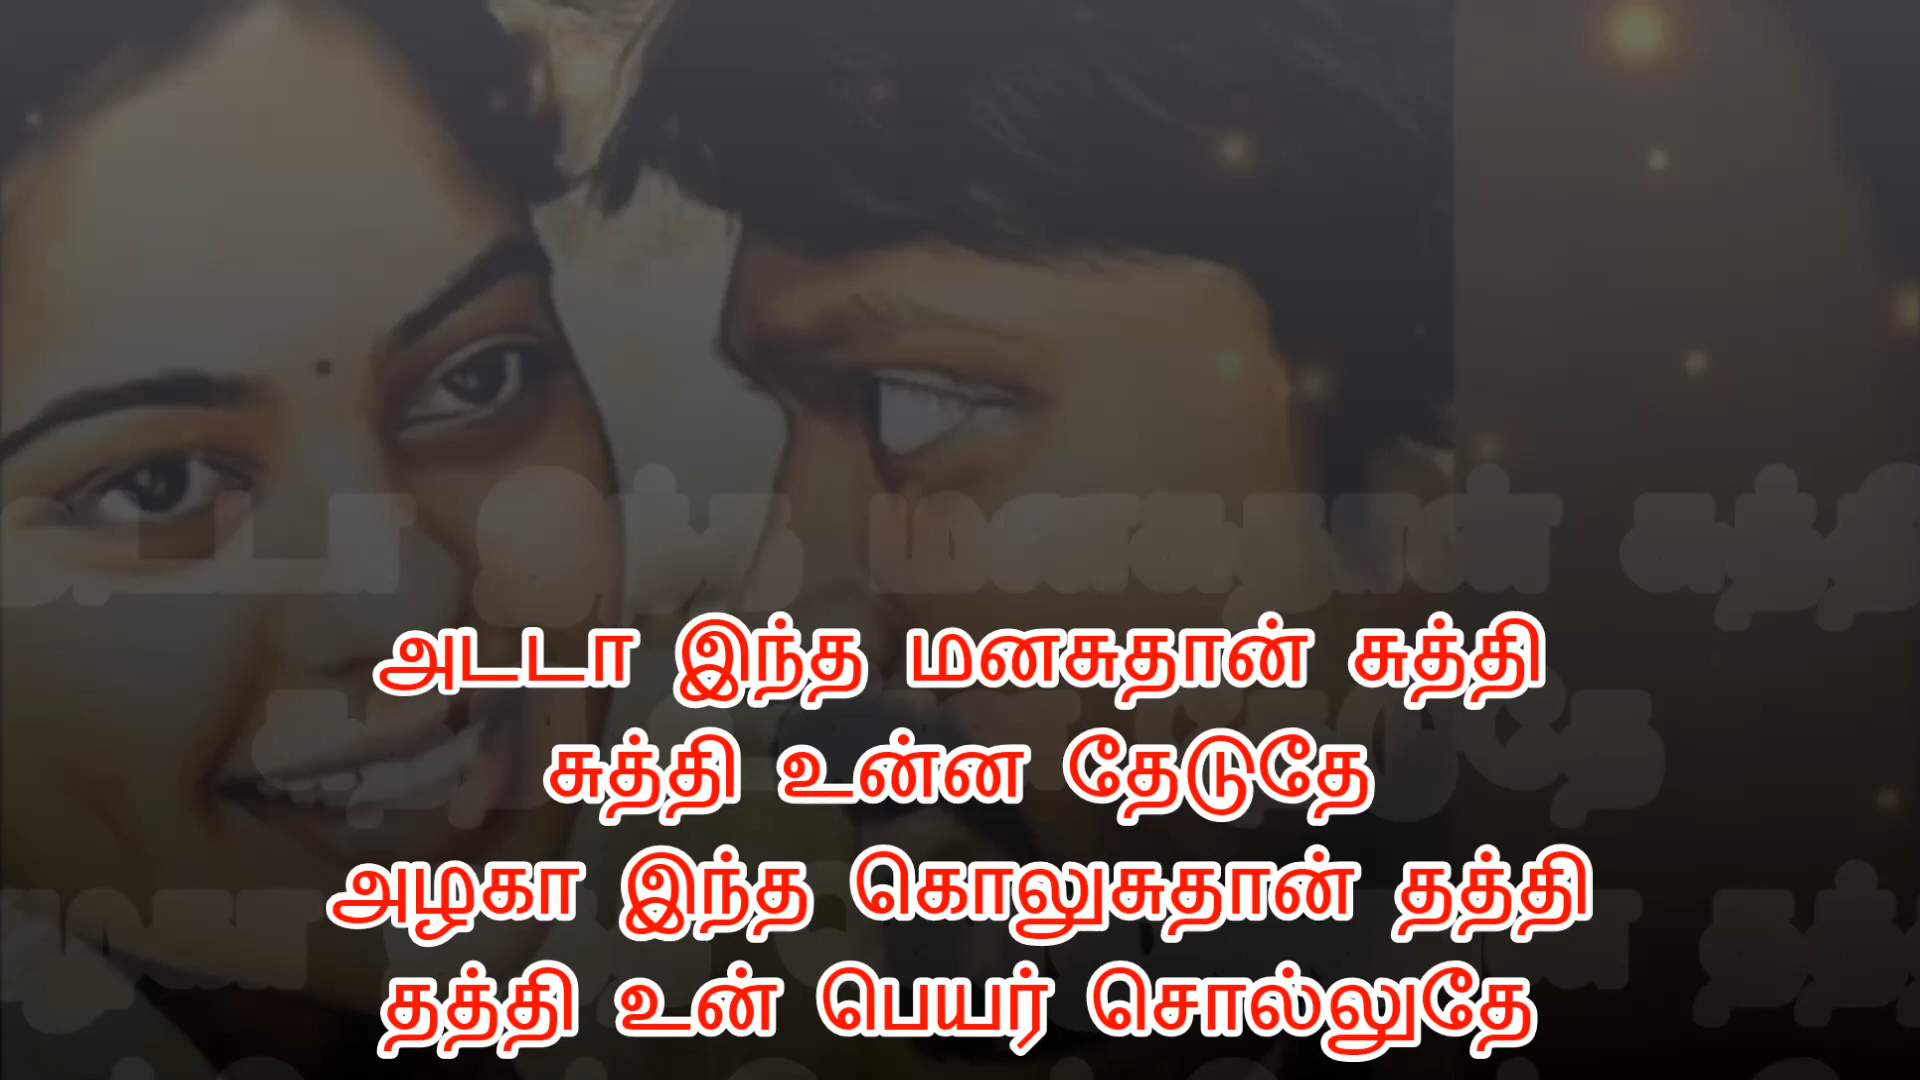 அடடா இந்த மனசுதான் சுத்தி
சுத்தி உன்ன தேடுதே
அழகா இந்த கொலுசுதான் தத்தி
தத்தி உன் பெயர் சொல்லுதே